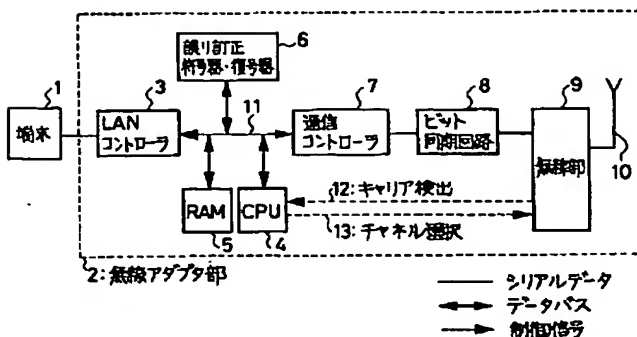 6
誤り訂正
符号器・復号器
1
端末
3
LAN
コントローラ
11
7
通信
コントローラ
8
ビット
同期回路
9
無線部
10
RAM
5
CPU
4
12:キャリア検出
13:チャネル選択
2:無線アダプタ部
シリアルデータ
データバス
制御信号